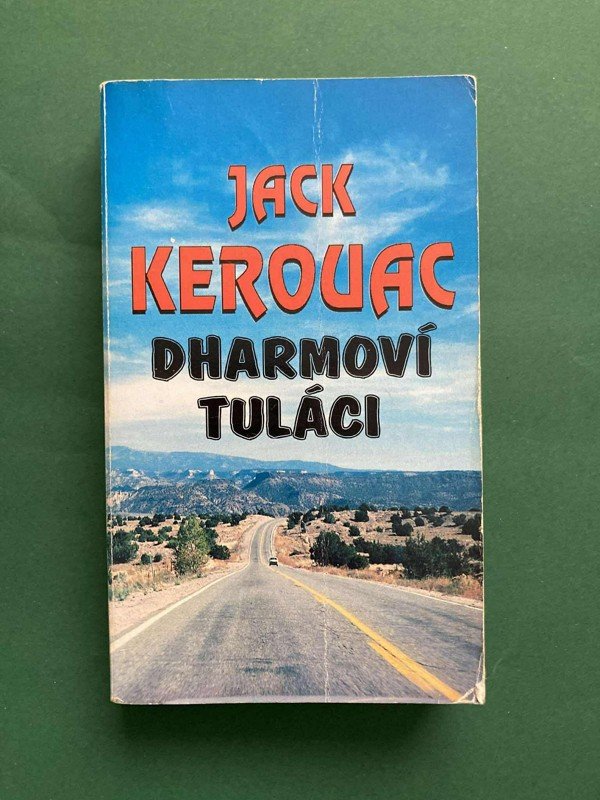 JACK
KEROUAC
DHARMOVÍ
TULÁCI